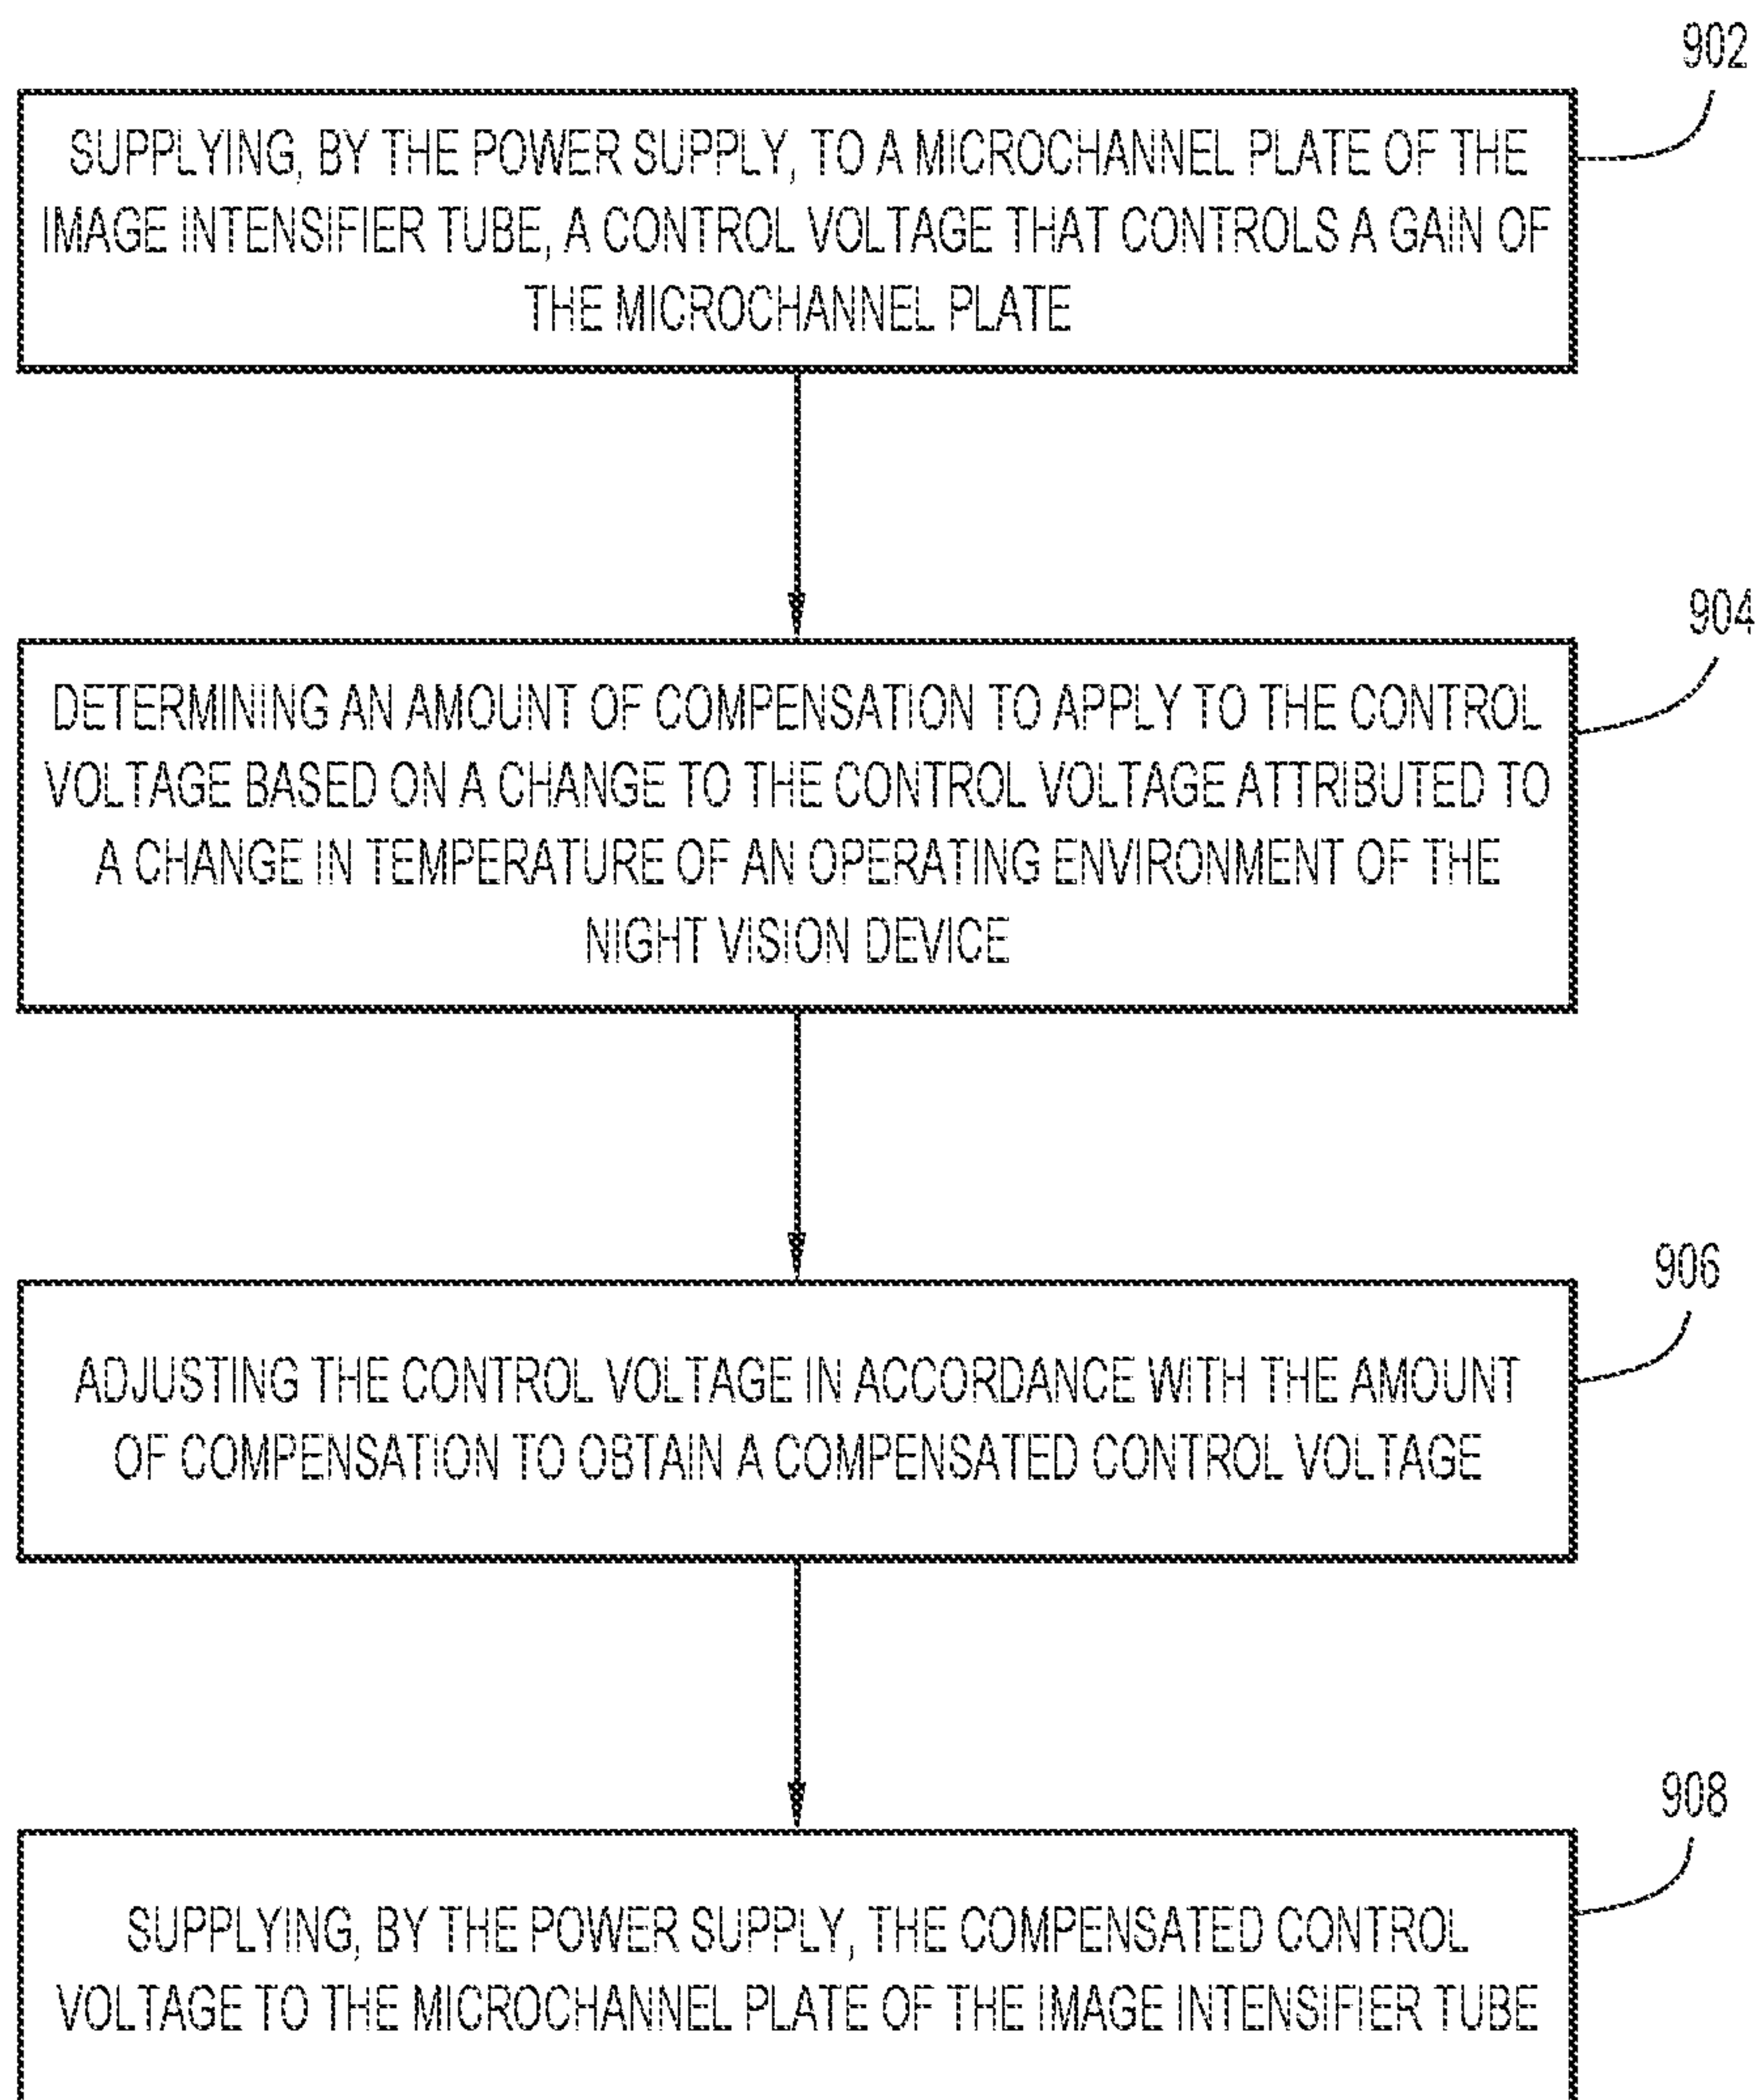 902
SUPPLYING, BY THE POWER SUPPLY, TO A MICROCHANNEL PLATE OF THE
IMAGE INTENSIFIER TUBE, A CONTROL VOLTAGE THAT CONTROLS A GAIN OF
THE MICROCHANNEL PLATE
904
DETERMINING AN AMOUNT OF COMPENSATION TO APPLY TO THE CONTROL
VOLTAGE BASED ON A CHANGE TO THE CONTROL VOLTAGE ATTRIBUTED TO
A CHANGE IN TEMPERATURE OF AN OPERATING ENVIRONMENT OF THE
NIGHT VISION DEVICE
906
ADJUSTING THE CONTROL VOLTAGE IN ACCORDANCE WITH THE AMOUNT
OF COMPENSATION TO OBTAIN A COMPENSATED CONTROL VOLTAGE
908
SUPPLYING, BY THE POWER SUPPLY, THE COMPENSATED CONTROL
VOLTAGE TO THE MICROCHANNEL PLATE OF THE IMAGE INTENSIFIER TUBE